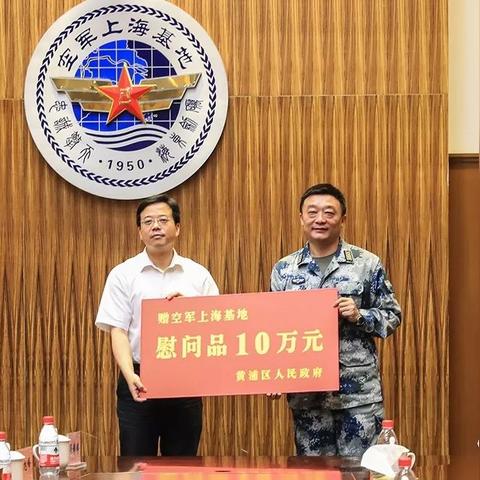 空军上海基地
·1950·
赠空军上海基地
慰问品10万元
黄浦区人民政府